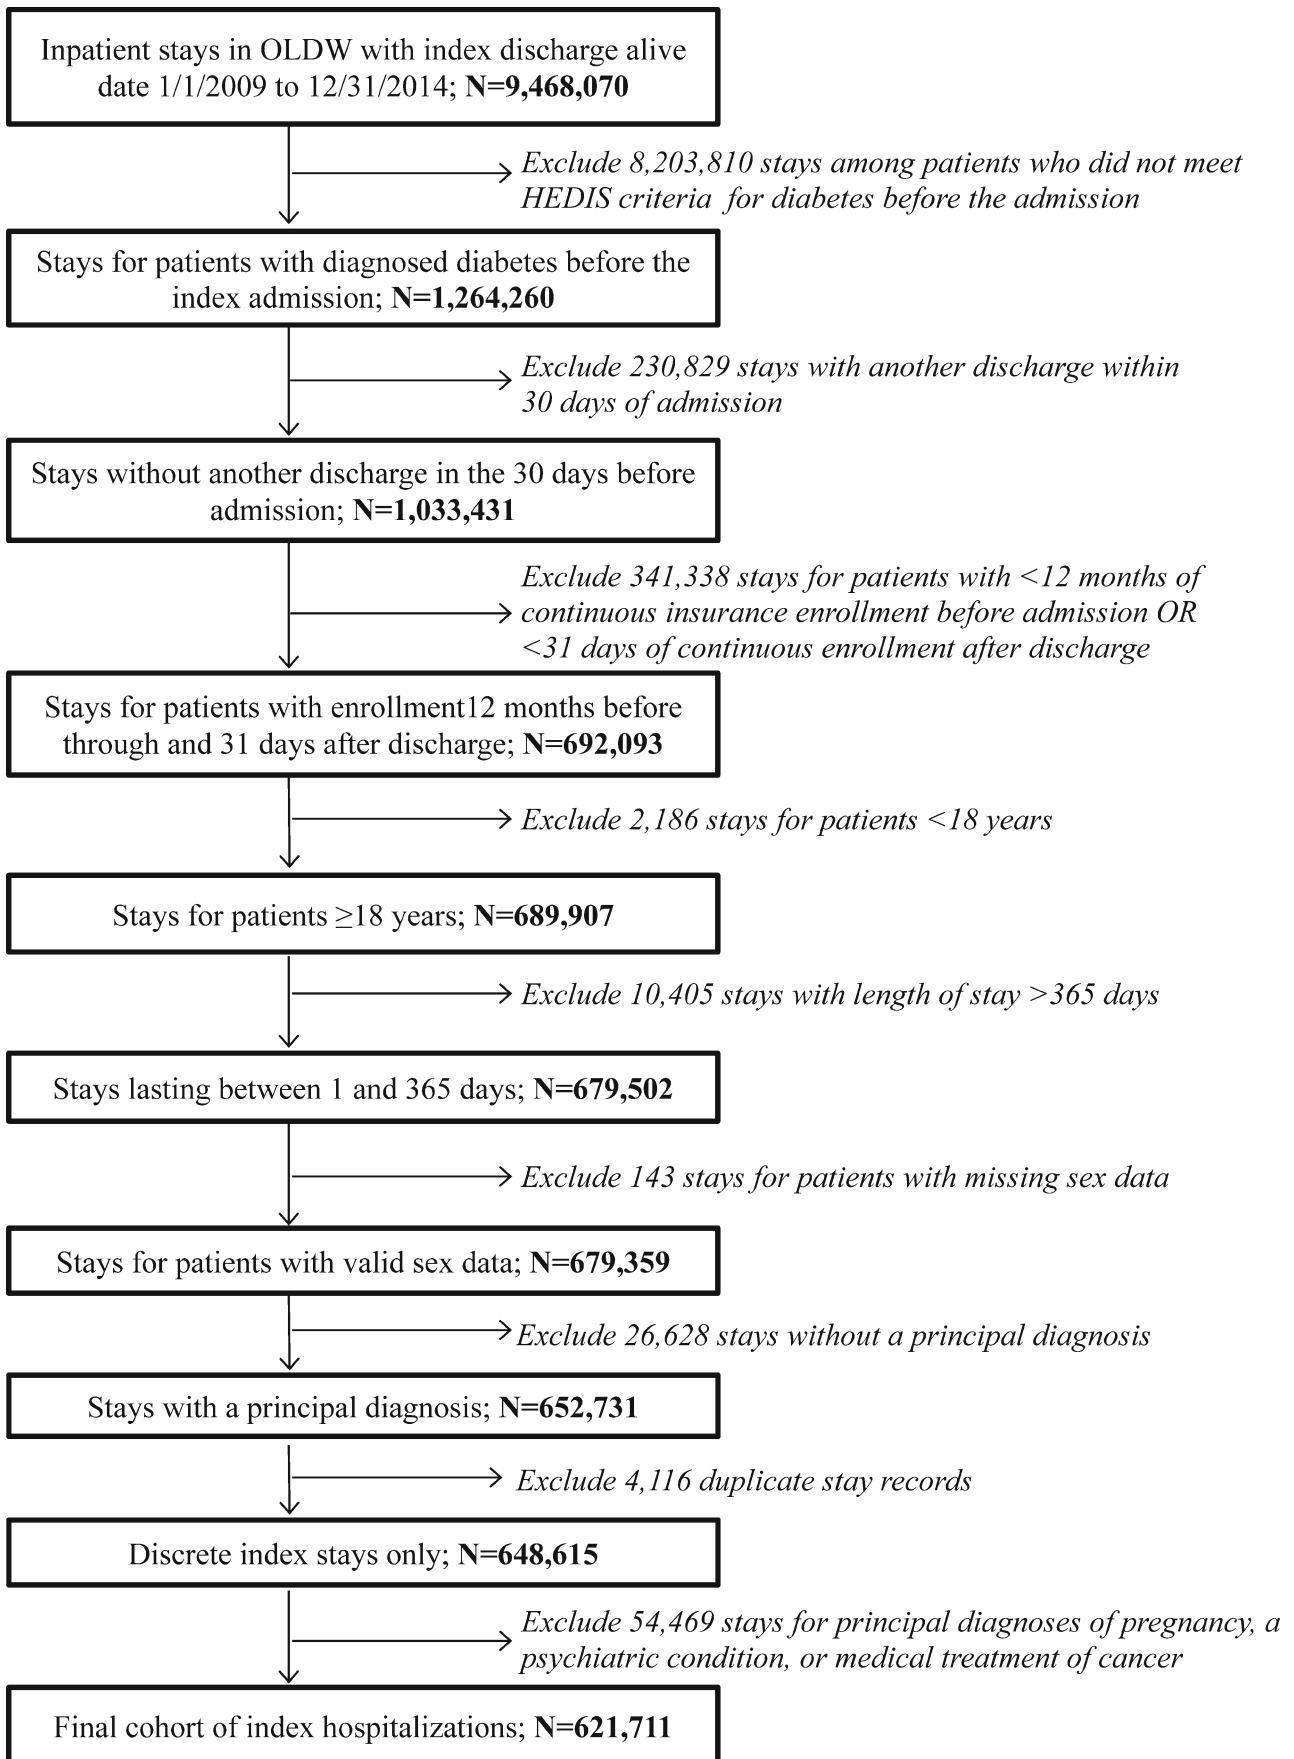 Inpatient stays in OLDW with index discharge alive
date 1/1/2009 to 12/31/2014; N=9,468,070
Exclude 8,203,810 stays among patients who did not meet
HEDIS criteria for diabetes before the admission
Stays for patients with diagnosed diabetes before the
index admission; N=1,264,260
Exclude 230,829 stays with another discharge within
30 days of admission
Stays without another discharge in the 30 days before
admission; N=1,033,431
Exclude 341,338 stays for patients with <12 months of
continuous insurance enrollment before admission OR
<31 days of continuous enrollment after discharge
Stays for patients with enrollment12 months before
through and 31 days after discharge; N=692,093
Exclude 2,186 stays for patients <18 years
Stays for patients ≥18 years; N=689,907
Exclude 10,405 stays with length of stay >365 days
Stays lasting between 1 and 365 days; N=679,502
Exclude 143 stays for patients with missing sex data
Stays for patients with valid sex data; N=679,359
Exclude 26,628 stays without a principal diagnosis
Stays with a principal diagnosis; N=652,731
Exclude 4,116 duplicate stay records
Discrete index stays only; N=648,615
Exclude 54,469 stays for principal diagnoses of pregnancy, a
psychiatric condition, or medical treatment of cancer
Final cohort of index hospitalizations; N=621,711